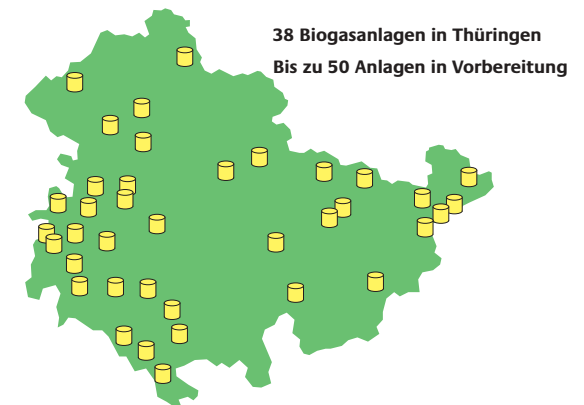 38 Biogasanlagen in Thüringen
Bis zu 50 Anlagen in Vorbereitung